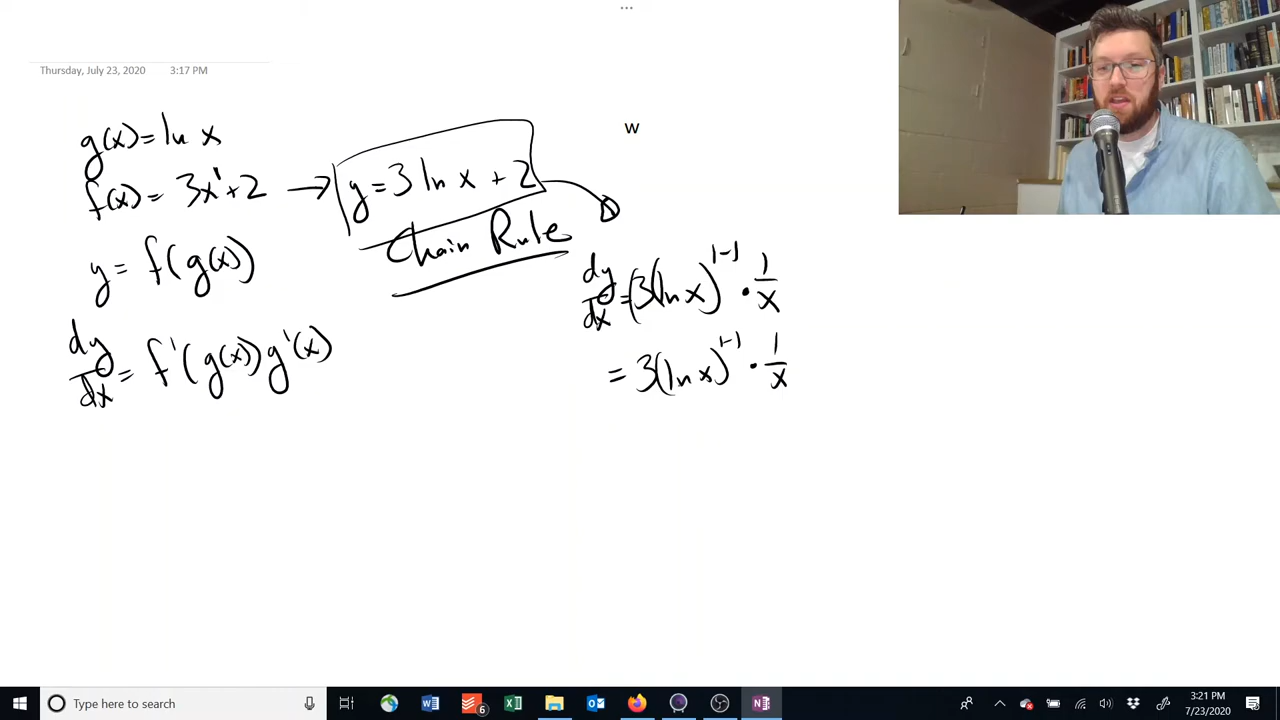 Thursday, July 23, 2020 3:17 PM
g(x)=ln x
f(x)= 3x¹+2 → y=3 ln x +2
Chain Rule
y= f(g(x))
dy/dx = f'(g(x))g'(x)
w
dy/dx=(3(ln x)^1-1 · 1/x
= 3(ln x)^1-1 · 1/x
Type here to search
6
3:21 PM
7/23/2020